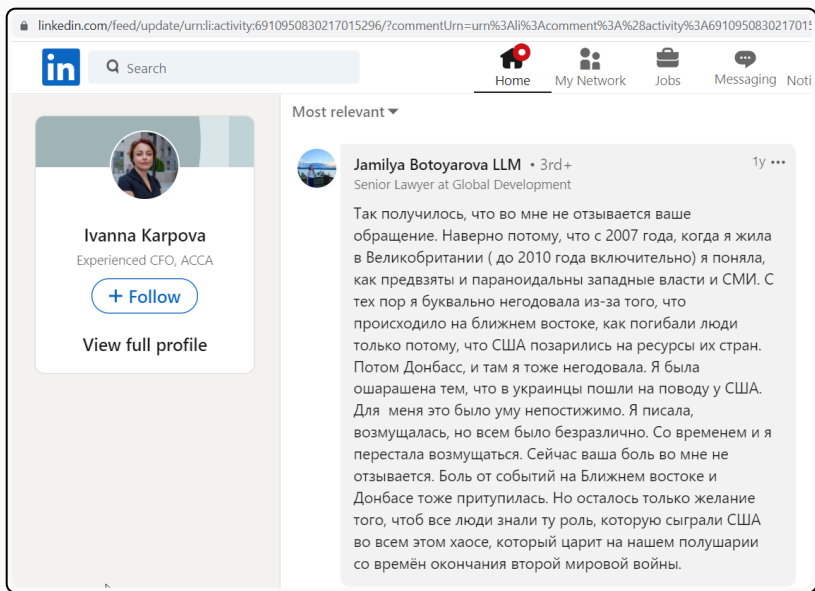 linkedin.com/feed/update/urn:li:activity:6910950830217015296/?commentUrn=urn%3Ali%3Acomment%3A%28activity%3A6910950830217015
in
Search
Home
My Network
Jobs
Messaging
Noti
Most relevant
Ivanna Karpova
Experienced CFO, ACCA
+ Follow
View full profile
Jamilya Botoyarova LLM • 3rd+
1y •••
Senior Lawyer at Global Development
Так получилось, что во мне не отзывается ваше
обращение. Наверно потому, что с 2007 года, когда я жила
в Великобритании ( до 2010 года включительно) я поняла,
как предвзяты и параноидальны западные власти и СМИ. С
тех пор я буквально негодовала из-за того, что
происходило на ближнем востоке, как погибали люди
только потому, что США позарились на ресурсы их стран.
Потом Донбасс, и там я тоже негодовала. Я была
ошарашена тем, что в украинцы пошли на поводу у США.
Для меня это было уму непостижимо. Я писала,
возмущалась, но всем было безразлично. Со временем и я
перестала возмущаться. Сейчас ваша боль во мне не
отзывается. Боль от событий на Ближнем востоке и
Донбасе тоже притупилась. Но осталось только желание
того, чтоб все люди знали ту роль, которую сыграли США
во всем этом хаосе, который царит на нашем полушарии
со времён окончания второй мировой войны.